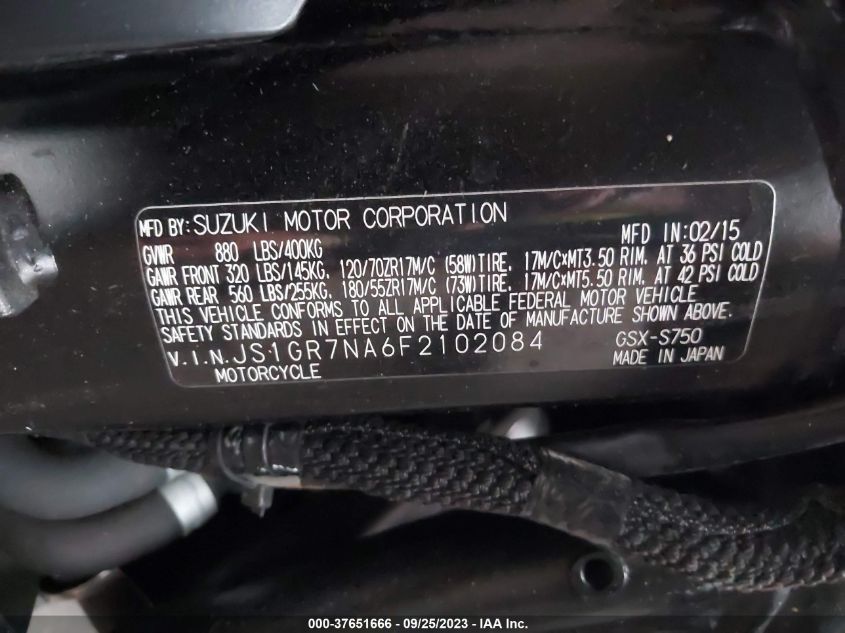 MFD BY: SUZUKI MOTOR CORPORATION MFD IN: 02/15
GVWR 880 LBS/400KG
GAWR FRONT 320 LBS/145KG, 120/70ZR17M/C (58W) TIRE, 17M/C×MT3.50 RIM, AT 36 PSI COLD
GAWR REAR 560 LBS/255KG, 180/55ZR17M/C (73W) TIRE, 17M/C×MT5.50 RIM, AT 42 PSI COLD
THIS VEHICLE CONFORMS TO ALL APPLICABLE FEDERAL MOTOR VEHICLE
SAFETY STANDARDS IN EFFECT ON THE DATE OF MANUFACTURE SHOWN ABOVE.
V.I.N. JS1GR7NA6F2102084 GSX-S750
MOTORCYCLE MADE IN JAPAN
000-37651666 - 09/25/2023 - IAA Inc.